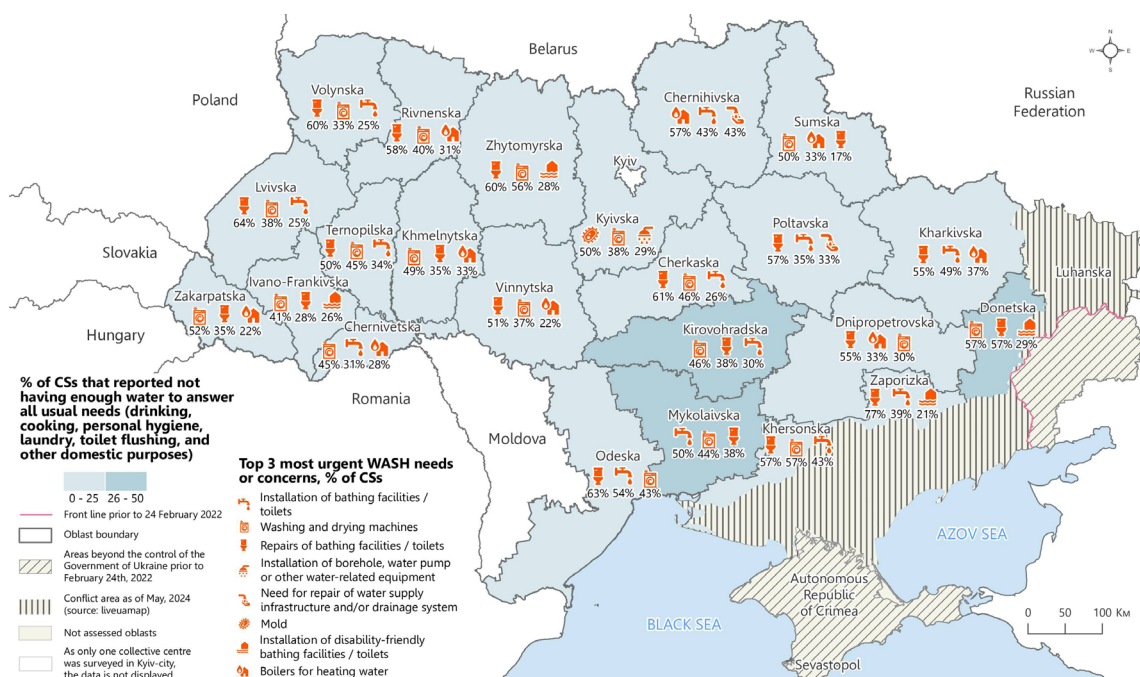 Belarus
Poland
Russian
Federation
Volynska
60% 33% 25%
Rivnenska
58% 40% 31%
Zhytomyrska
60% 56% 28%
Chernihivska
57% 43% 43%
Sumska
50% 33% 17%
Kyiv
Lvivska
64% 38% 25%
Ternopilska
50% 45% 34%
Khmelnytska
49% 35% 33%
Kyivska
50% 38% 29%
Poltavska
57% 35% 33%
Kharkivska
55% 49% 37%
Luhanska
Slovakia
Hungary
Zakarpatska
52% 35% 22%
Ivano-Frankivska
41% 28% 26%
Chernivetska
45% 31% 28%
Vinnytska
51% 37% 22%
Cherkaska
61% 46% 26%
Kirovohradska
46% 38% 30%
Dnipropetrovska
55% 33% 30%
Donetska
57% 57% 29%
Zaporizka
77% 39% 21%
Mykolaivska
50% 44% 38%
Khersonska
57% 57% 43%
Odeska
63% 54% 43%
Romania
Moldova
AZOV SEA
BLACK SEA
Autonomous
Republic
of Crimea
Sevastopol
N
W E
S
0 50 100 KM
% of CSs that reported not
having enough water to answer
all usual needs (drinking,
cooking, personal hygiene,
laundry, toilet flushing, and
other domestic purposes)
0 - 25 26 - 50
Front line prior to 24 February 2022
Oblast boundary
Areas beyond the control of the
Government of Ukraine prior to
February 24th, 2022
Conflict area as of May, 2024
(source: liveuamap)
Not assessed oblasts
As only one collective centre
was surveyed in Kyiv-city,
the data is not displayed
Top 3 most urgent WASH needs
or concerns, % of CSs
Installation of bathing facilities /
toilets
Washing and drying machines
Repairs of bathing facilities / toilets
Installation of borehole, water pump
or other water-related equipment
Need for repair of water supply
infrastructure and/or drainage system
Mold
Installation of disability-friendly
bathing facilities / toilets
Boilers for heating water